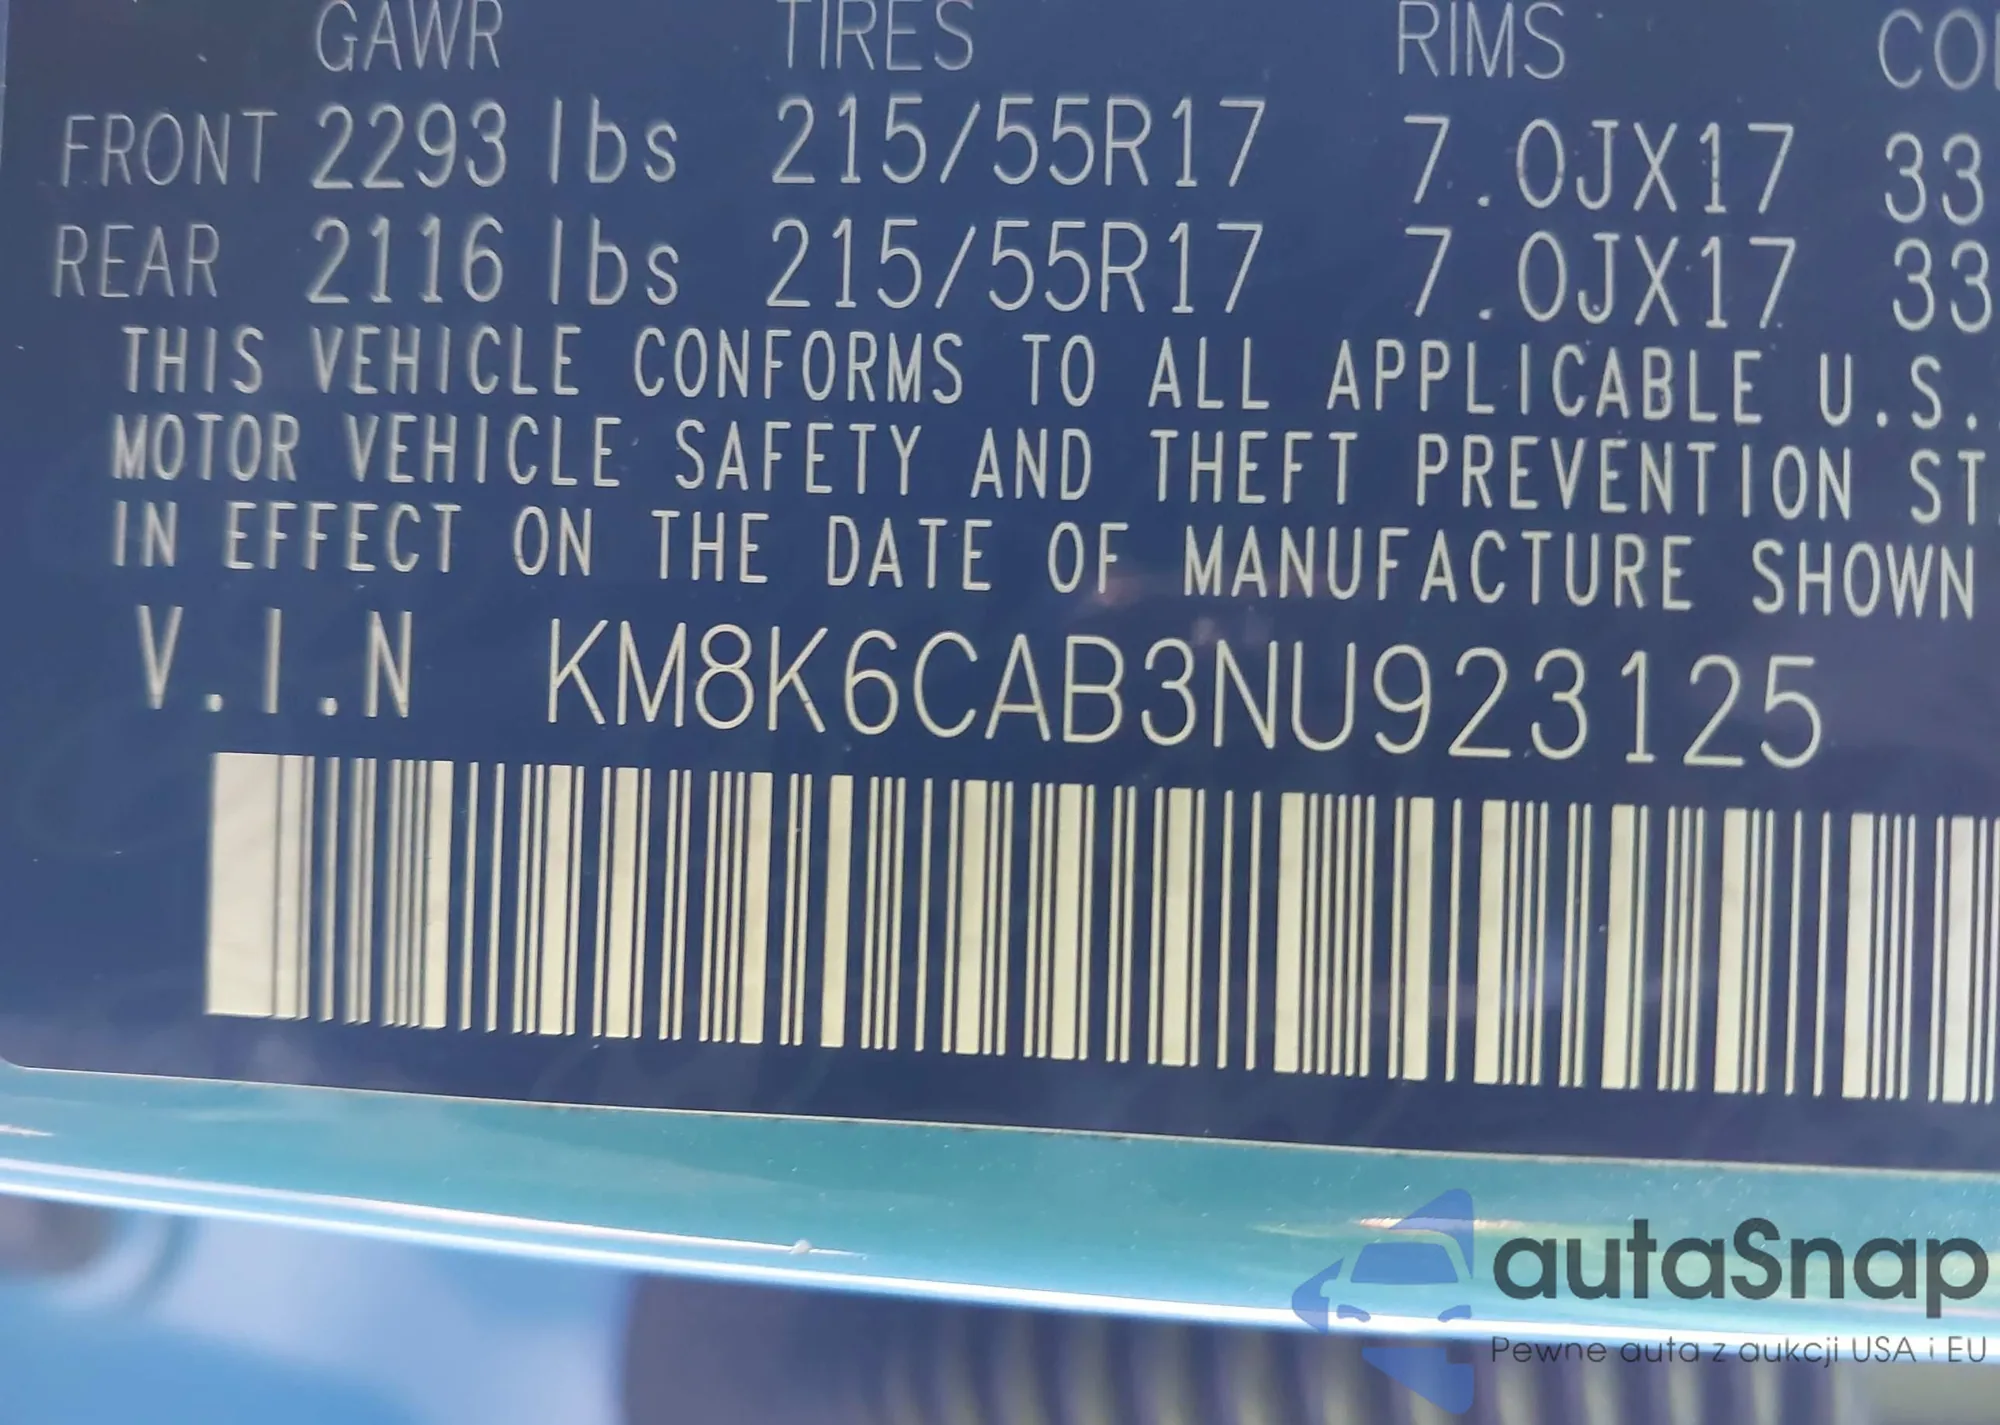 GAWR TIRES RIMS
FRONT 2293 lbs 215/55R17 7.0JX17 33
REAR 2116 lbs 215/55R17 7.0JX17 33
THIS VEHICLE CONFORMS TO ALL APPLICABLE U.S.
MOTOR VEHICLE SAFETY AND THEFT PREVENTION
IN EFFECT ON THE DATE OF MANUFACTURE SHOWN
V.I.N KM8K6CAB3NU923125
autaSnap
Pewne auta z aukcji USA i EU